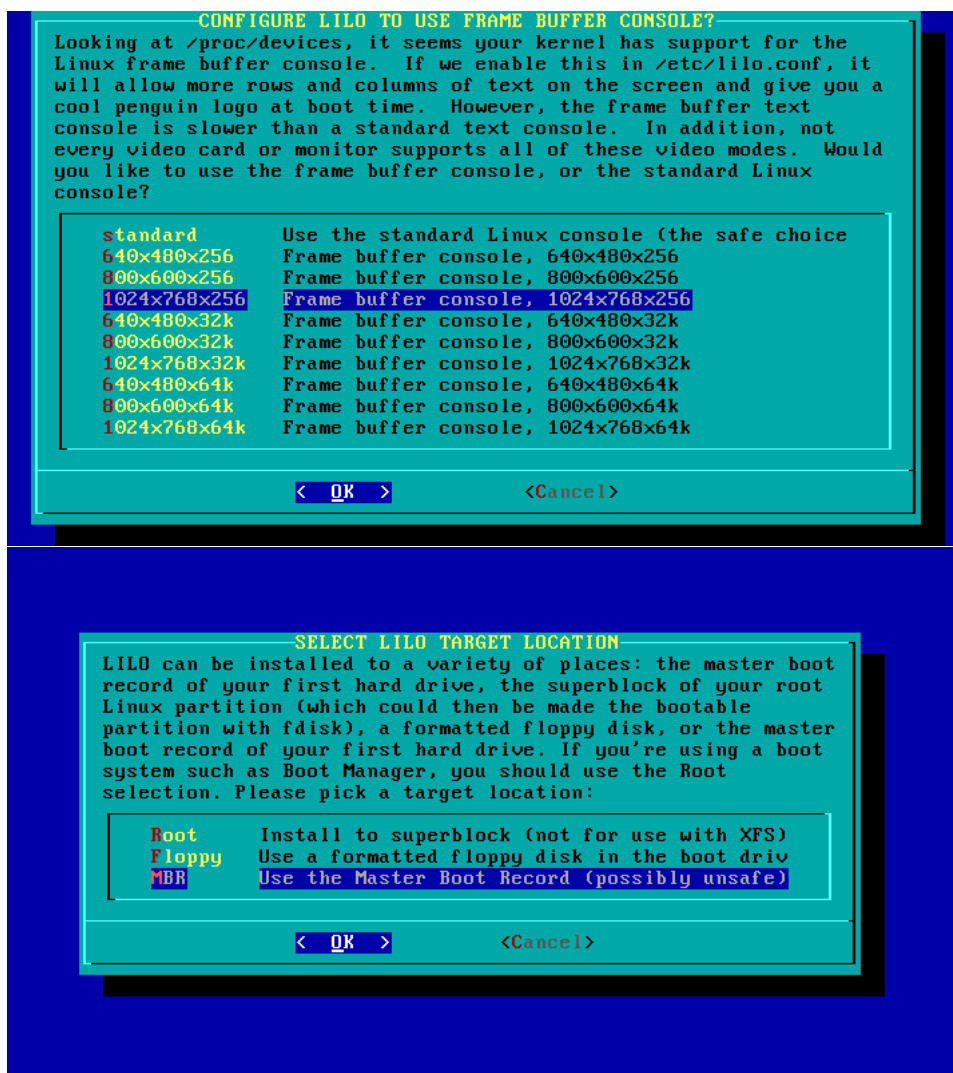 CONFIGURE LILO TO USE FRAME BUFFER CONSOLE?
Looking at /proc/devices, it seems your kernel has support for the
Linux frame buffer console.  If we enable this in /etc/lilo.conf, it
will allow more rows and columns of text on the screen and give you a
cool penguin logo at boot time.  However, the frame buffer text
console is slower than a standard text console.  In addition, not
every video card or monitor supports all of these video modes.  Would
you like to use the frame buffer console, or the standard Linux
console?
standard Use the standard Linux console (the safe choice
640x480x256 Frame buffer console, 640x480x256
800x600x256 Frame buffer console, 800x600x256
1024x768x256 Frame buffer console, 1024x768x256
640x480x32k Frame buffer console, 640x480x32k
800x600x32k Frame buffer console, 800x600x32k
1024x768x32k Frame buffer console, 1024x768x32k
640x480x64k Frame buffer console, 640x480x64k
800x600x64k Frame buffer console, 800x600x64k
1024x768x64k Frame buffer console, 1024x768x64k
< OK > <Cancel>
SELECT LILO TARGET LOCATION
LILO can be installed to a variety of places: the master boot
record of your first hard drive, the superblock of your root
Linux partition (which could then be made the bootable
partition with fdisk), a formatted floppy disk, or the master
boot record of your first hard drive. If you're using a boot
system such as Boot Manager, you should use the Root
selection. Please pick a target location:
Root Install to superblock (not for use with XFS)
Floppy Use a formatted floppy disk in the boot driv
MBR Use the Master Boot Record (possibly unsafe)
< OK > <Cancel>